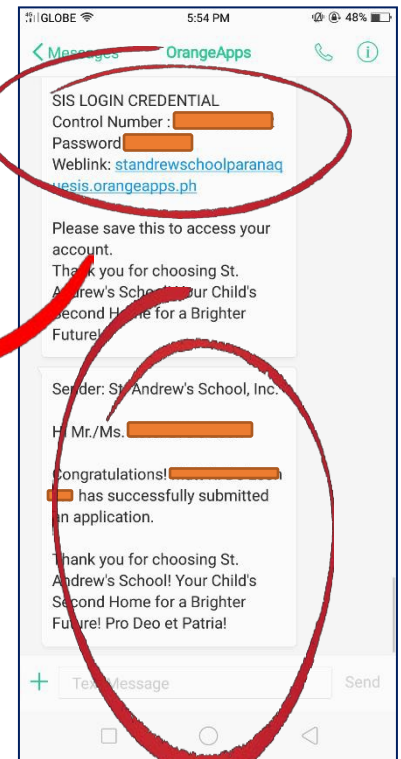 GLOBE 5:54 PM 48%
Messages OrangeApps
SIS LOGIN CREDENTIAL
Control Number :
Password
Weblink: standrewschoolparanaq
uesis.orangeapps.ph
Please save this to access your
account.
Thank you for choosing St.
Andrew's School! Your Child's
Second Home for a Brighter
Future!
Sender: St. Andrew's School, Inc.
Hi Mr./Ms.
Congratulations!
has successfully submitted
an application.
Thank you for choosing St.
Andrew's School! Your Child's
Second Home for a Brighter
Future! Pro Deo et Patria!
Text Message Send